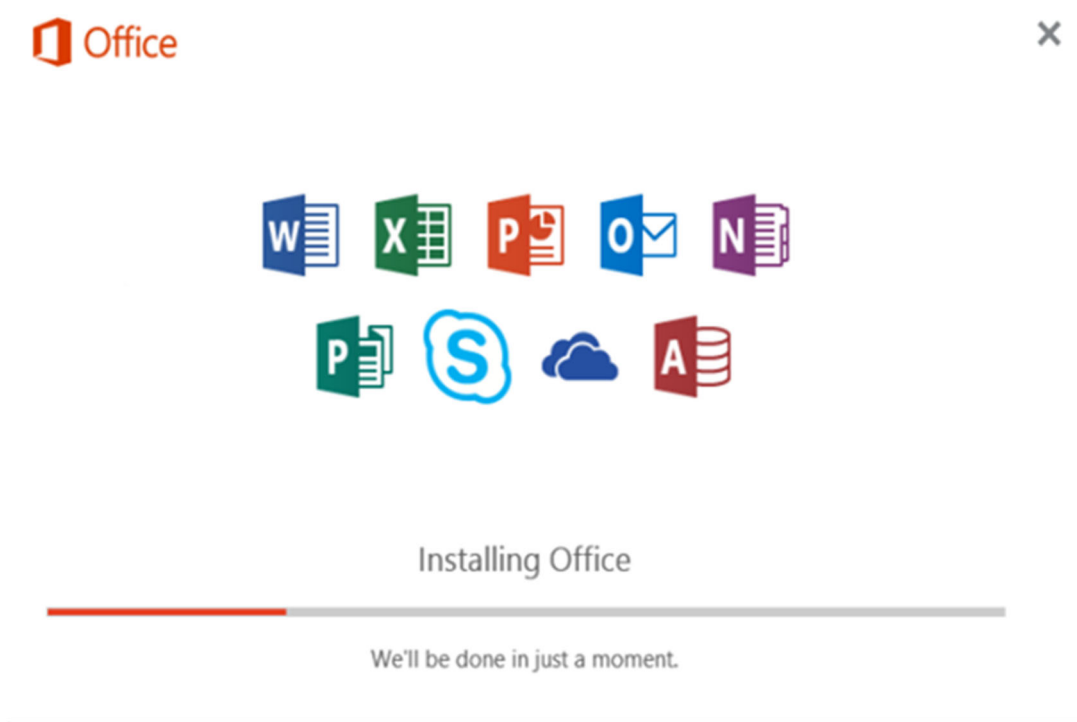 Office
W X P O N
P S A
Installing Office
We'll be done in just a moment.